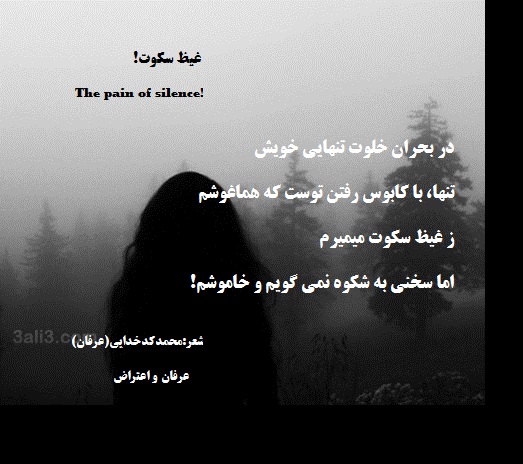 غیظ سکوت!
The pain of silence!
در بحران خلوت تنهایی خویش
تنها، با کابوس رفتن توست که هماغوشم
ز غیظ سکوت میمیرم
اما سخنی به شکوه نمی گویم و خاموشم!
3ali3.com
شعر:محمدکدخدایی(عرفان)
عرفان و اعتراض